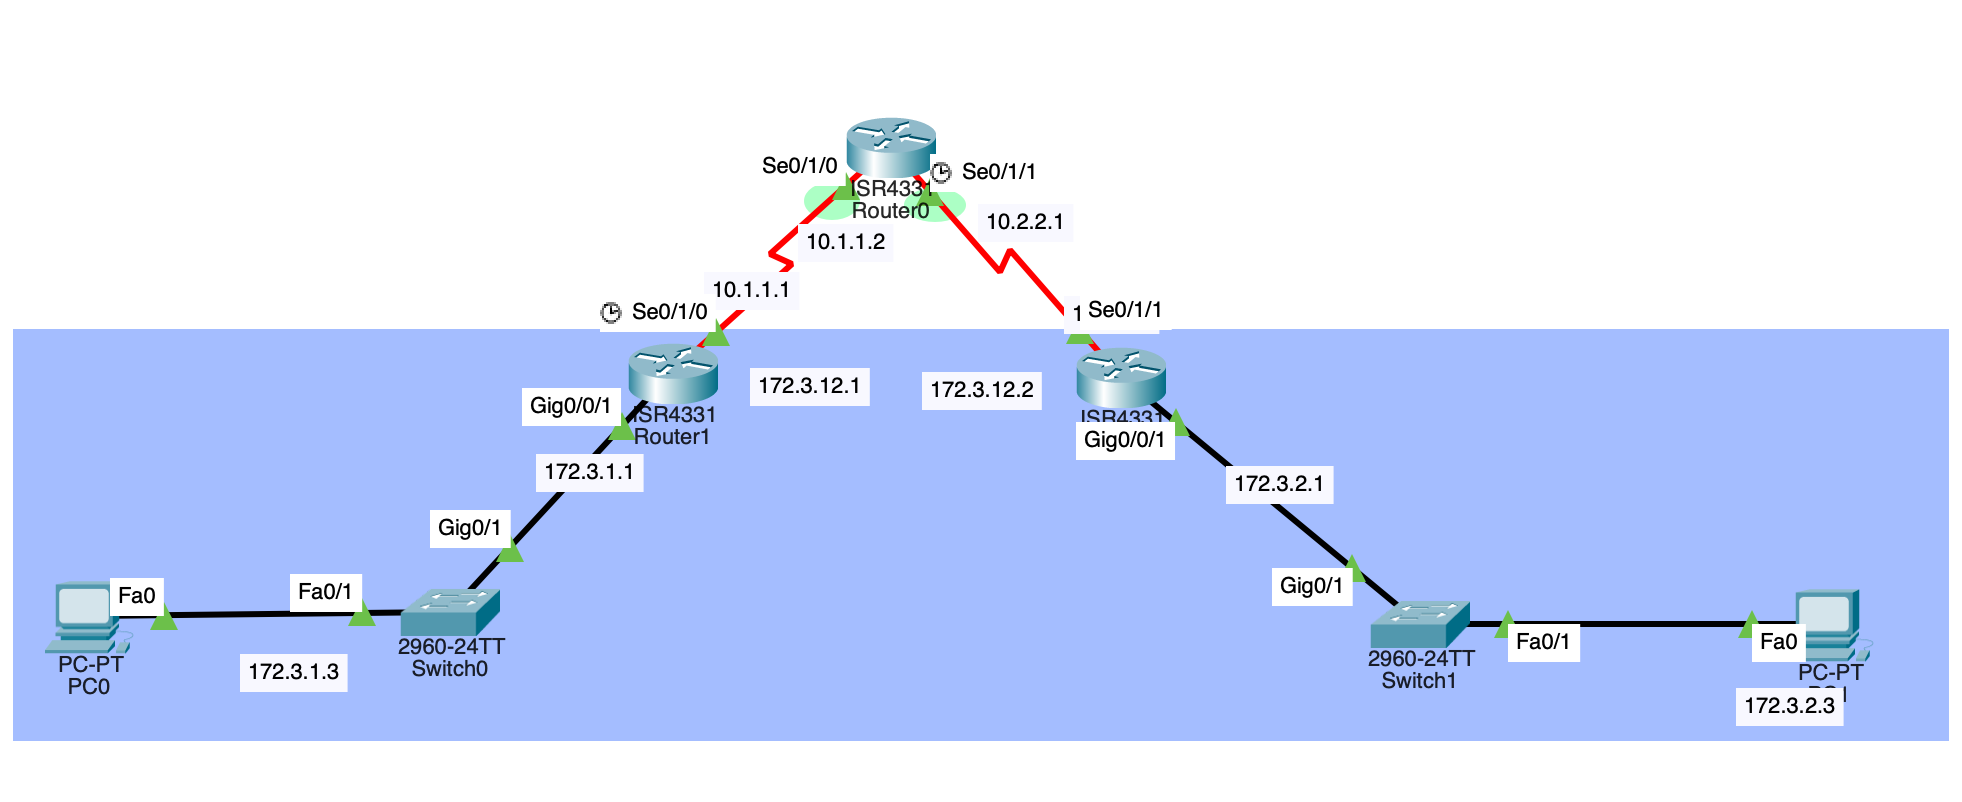 Se0/1/0
Se0/1/1
ISR4331
Router0
10.2.2.1
10.1.1.2
10.1.1.1
Se0/1/0
Se0/1/1
172.3.12.1
172.3.12.2
Gig0/0/1
ISR4331
Router1
ISR4331
Gig0/0/1
172.3.1.1
172.3.2.1
Gig0/1
Gig0/1
Fa0
Fa0/1
2960-24TT
Switch0
PC-PT
PC0
172.3.1.3
Fa0/1
Fa0
2960-24TT
Switch1
PC-PT
172.3.2.3